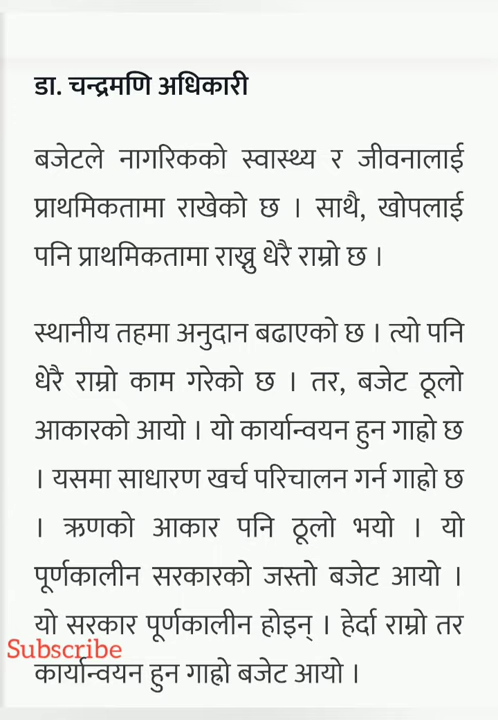 डा. चन्द्रमणि अधिकारी
बजेटले नागरिकको स्वास्थ्य र जीवनालाई
प्राथमिकतामा राखेको छ । साथै, खोपलाई
पनि प्राथमिकतामा राख्नु धेरै राम्रो छ ।
स्थानीय तहमा अनुदान बढाएको छ । त्यो पनि
धेरै राम्रो काम गरेको छ । तर, बजेट ठूलो
आकारको आयो । यो कार्यान्वयन हुन गाह्रो छ
। यसमा साधारण खर्च परिचालन गर्न गाह्रो छ
। ऋणको आकार पनि ठूलो भयो । यो
पूर्णकालीन सरकारको जस्तो बजेट आयो ।
यो सरकार पूर्णकालीन होइन् । हेर्दा राम्रो तर
Subscribe
कार्यान्वयन हुन गाह्रो बजेट आयो ।